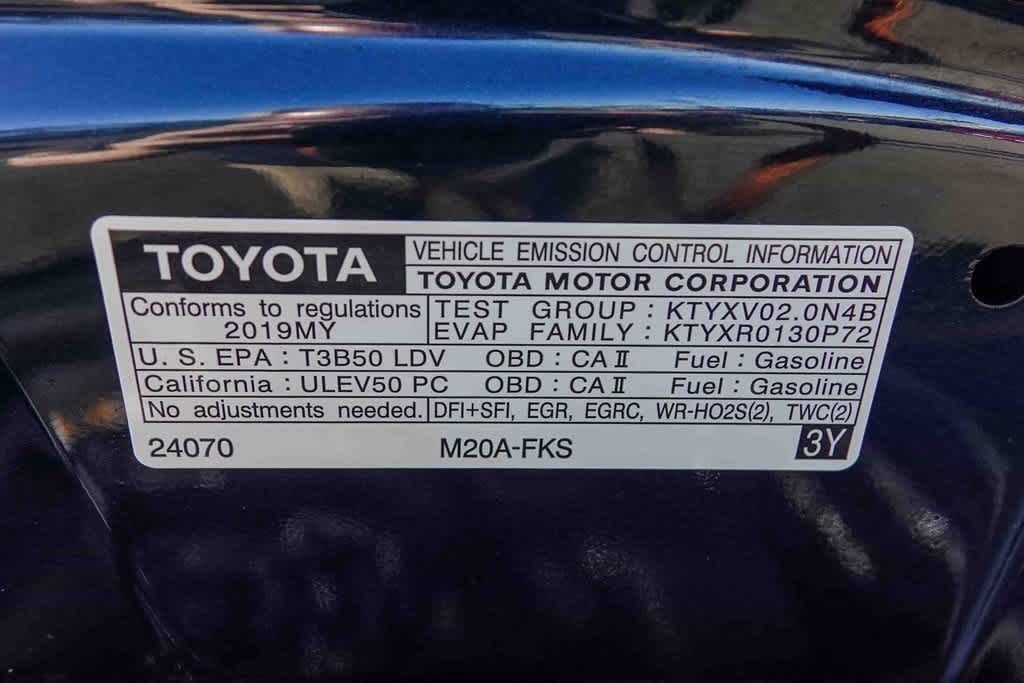 TOYOTA
VEHICLE EMISSION CONTROL INFORMATION
TOYOTA MOTOR CORPORATION
Conforms to regulations
2019MY
TEST GROUP : KTYXV02.0N4B
EVAP FAMILY : KTYXR0130P72
U. S. EPA : T3B50 LDV OBD : CA II Fuel : Gasoline
California : ULEV50 PC OBD : CA II Fuel : Gasoline
No adjustments needed. DFI+SFI, EGR, EGRC, WR-HO2S(2), TWC(2)
24070 M20A-FKS 3Y